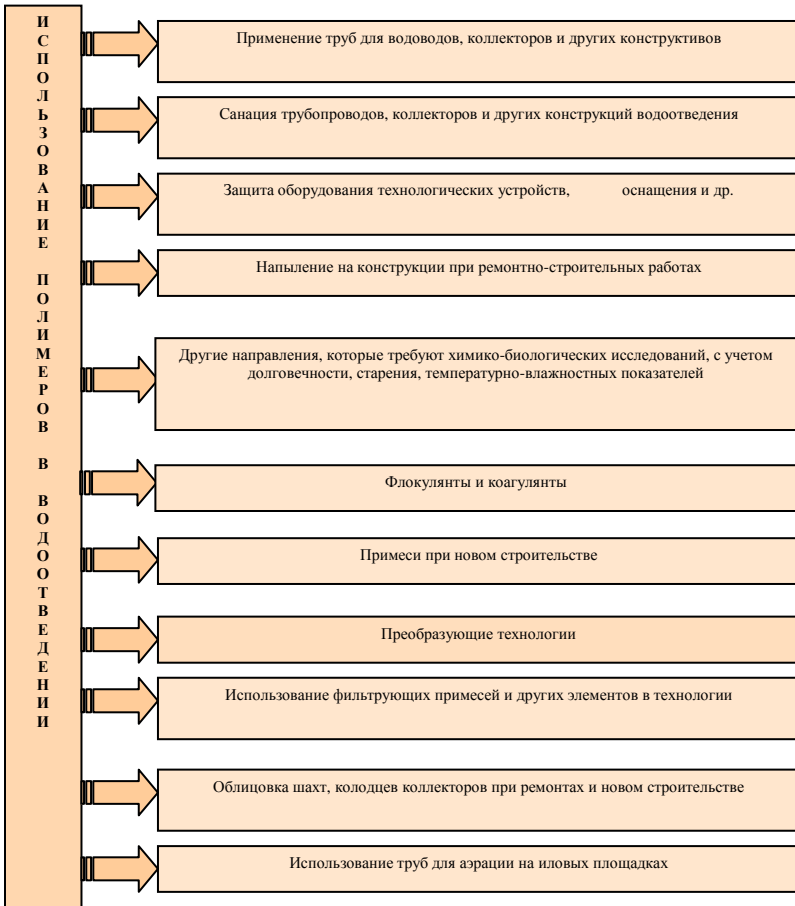 ИСПОЛЬЗОВАНИЕ ПОЛИМЕРОВ В ВОДООТВЕДЕНИИ
Применение труб для водоводов, коллекторов и других конструктивов
Санация трубопроводов, коллекторов и других конструкций водоотведения
Защита оборудования технологических устройств, оснащения и др.
Напыление на конструкции при ремонтно-строительных работах
Другие направления, которые требуют химико-биологических исследований, с учетом
долговечности, старения, температурно-влажностных показателей
Флокулянты и коагулянты
Примеси при новом строительстве
Преобразующие технологии
Использование фильтрующих примесей и других элементов в технологии
Облицовка шахт, колодцев коллекторов при ремонтах и новом строительстве
Использование труб для аэрации на иловых площадках